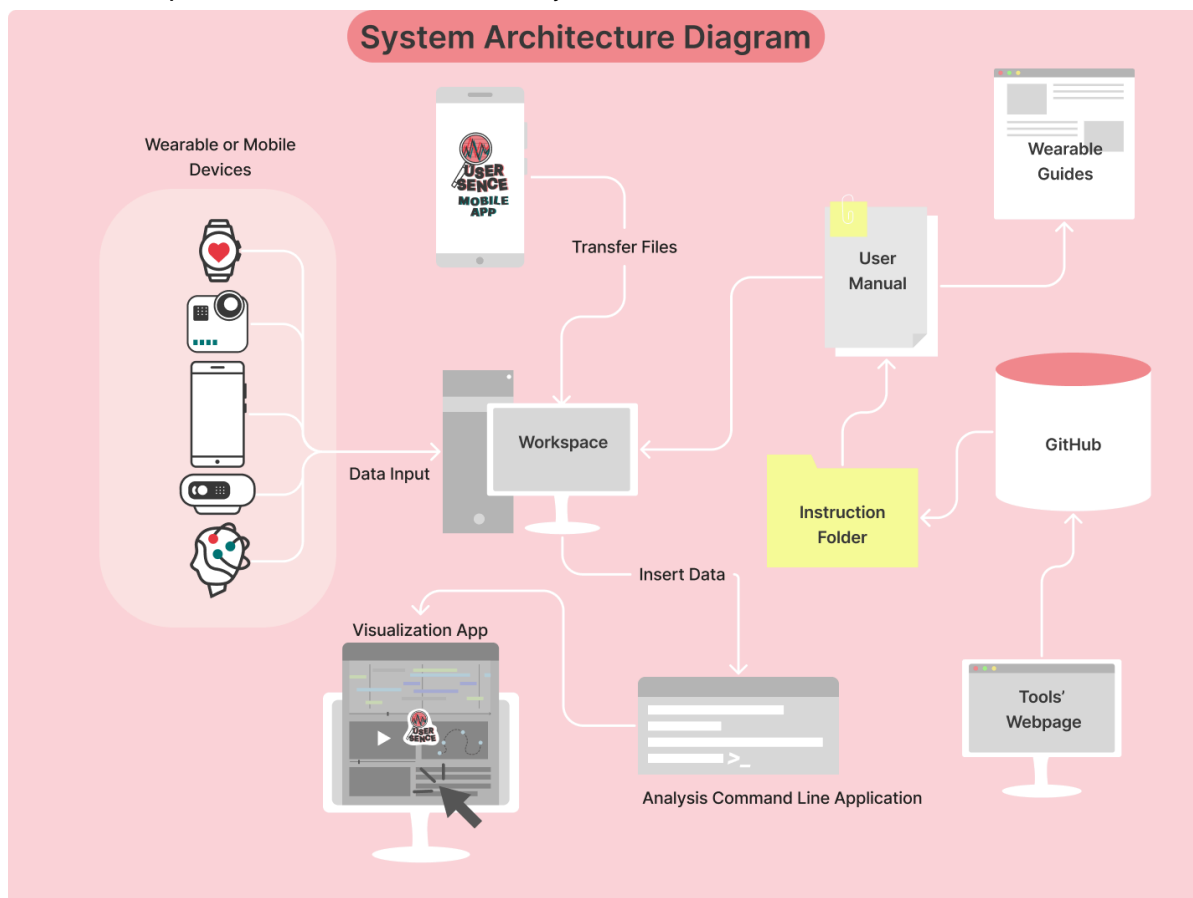 System Architecture Diagram
Wearable or Mobile
Devices
USER
SENCE
MOBILE
APP
Transfer Files
Wearable
Guides
User
Manual
Workspace
Data Input
GitHub
Instruction
Folder
Insert Data
Visualization App
USER
SENCE
>_
Tools'
Webpage
Analysis Command Line Application